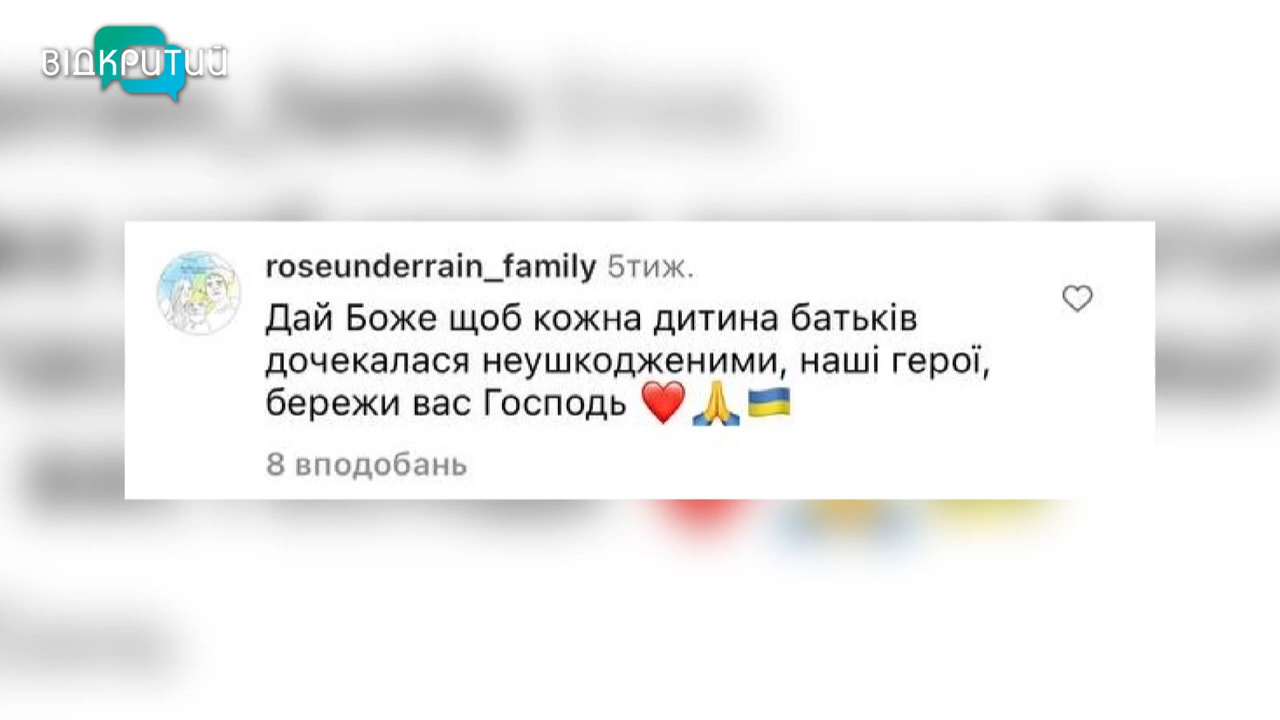 ВІДКРИТИЙ
roseunderrain_family 5тиж.
Дай Боже щоб кожна дитина батьків
дочекалася неушкодженими, наші герої,
бережи вас Господь ❤️🙏🇺🇦
8 вподобань